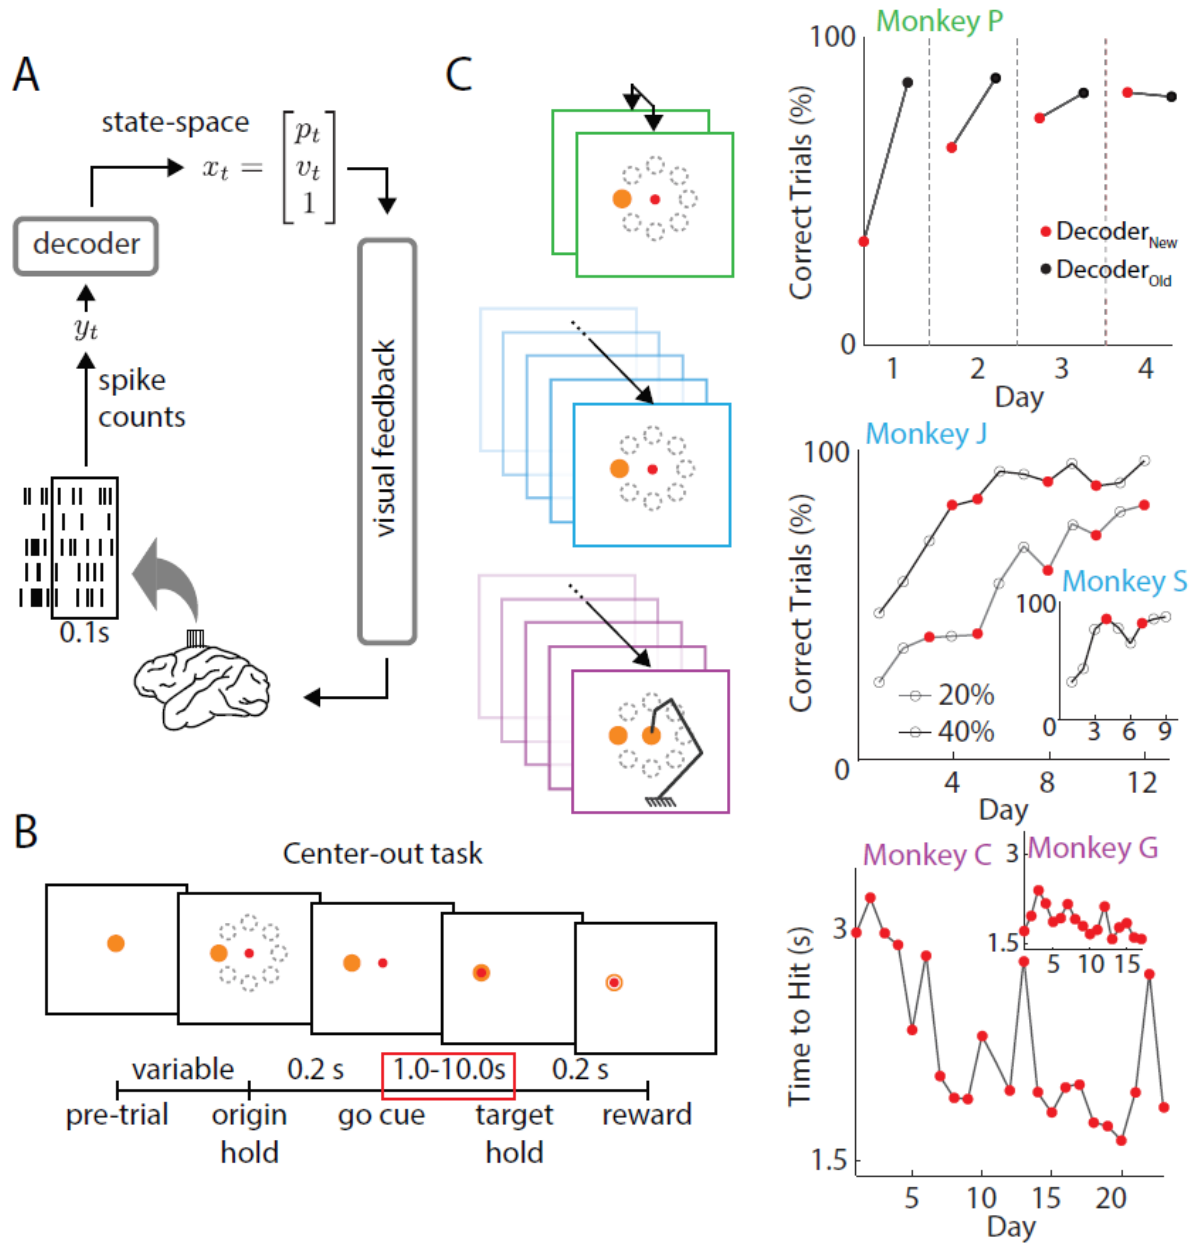 A
state-space
x_t = [p_t v_t 1]
decoder
y_t
spike
counts
0.1s
visual feedback
B
Center-out task
variable
0.2 s
1.0-10.0s
0.2 s
pre-trial
origin
hold
go cue
target
hold
reward
C
Monkey P
100
Correct Trials (%)
0
Decoder_New
Decoder_Old
1 2 3 4
Day
Monkey J
100
Correct Trials (%)
0
20%
40%
4 8 12
Day
Monkey S
100
0
3 6 9
Monkey C
3
Time to Hit (s)
1.5
5 10 15 20
Day
Monkey G
3
1.5
5 10 15